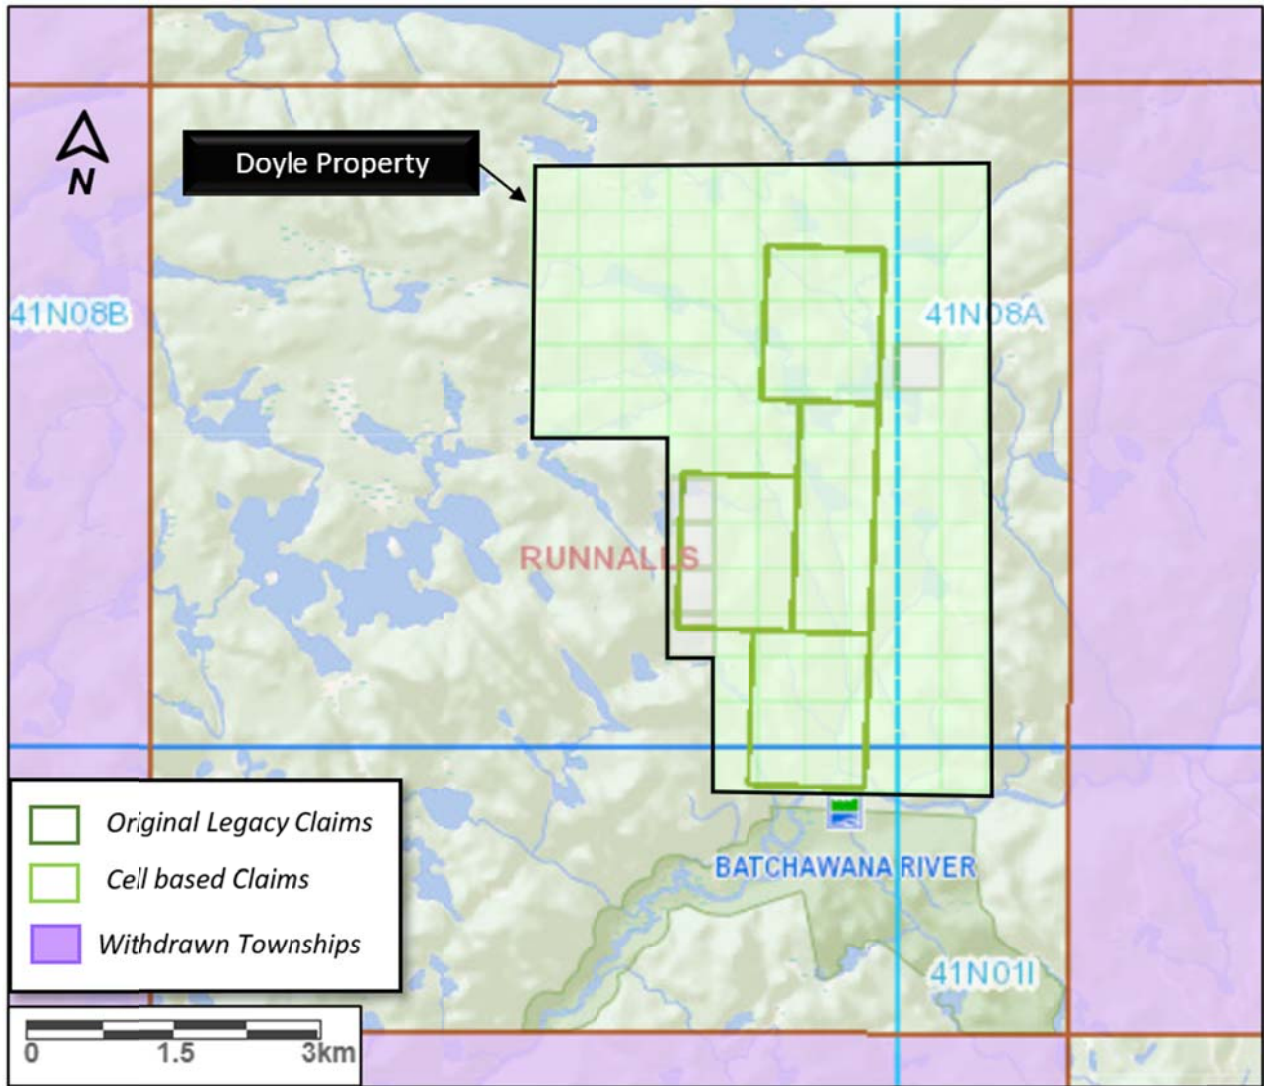 Doyle Property
N
41N08B
41N08A
RUNNALLS
Original Legacy Claims
Cell based Claims
Withdrawn Townships
BATCHAWANA RIVER
41N01I
0 1.5 3km